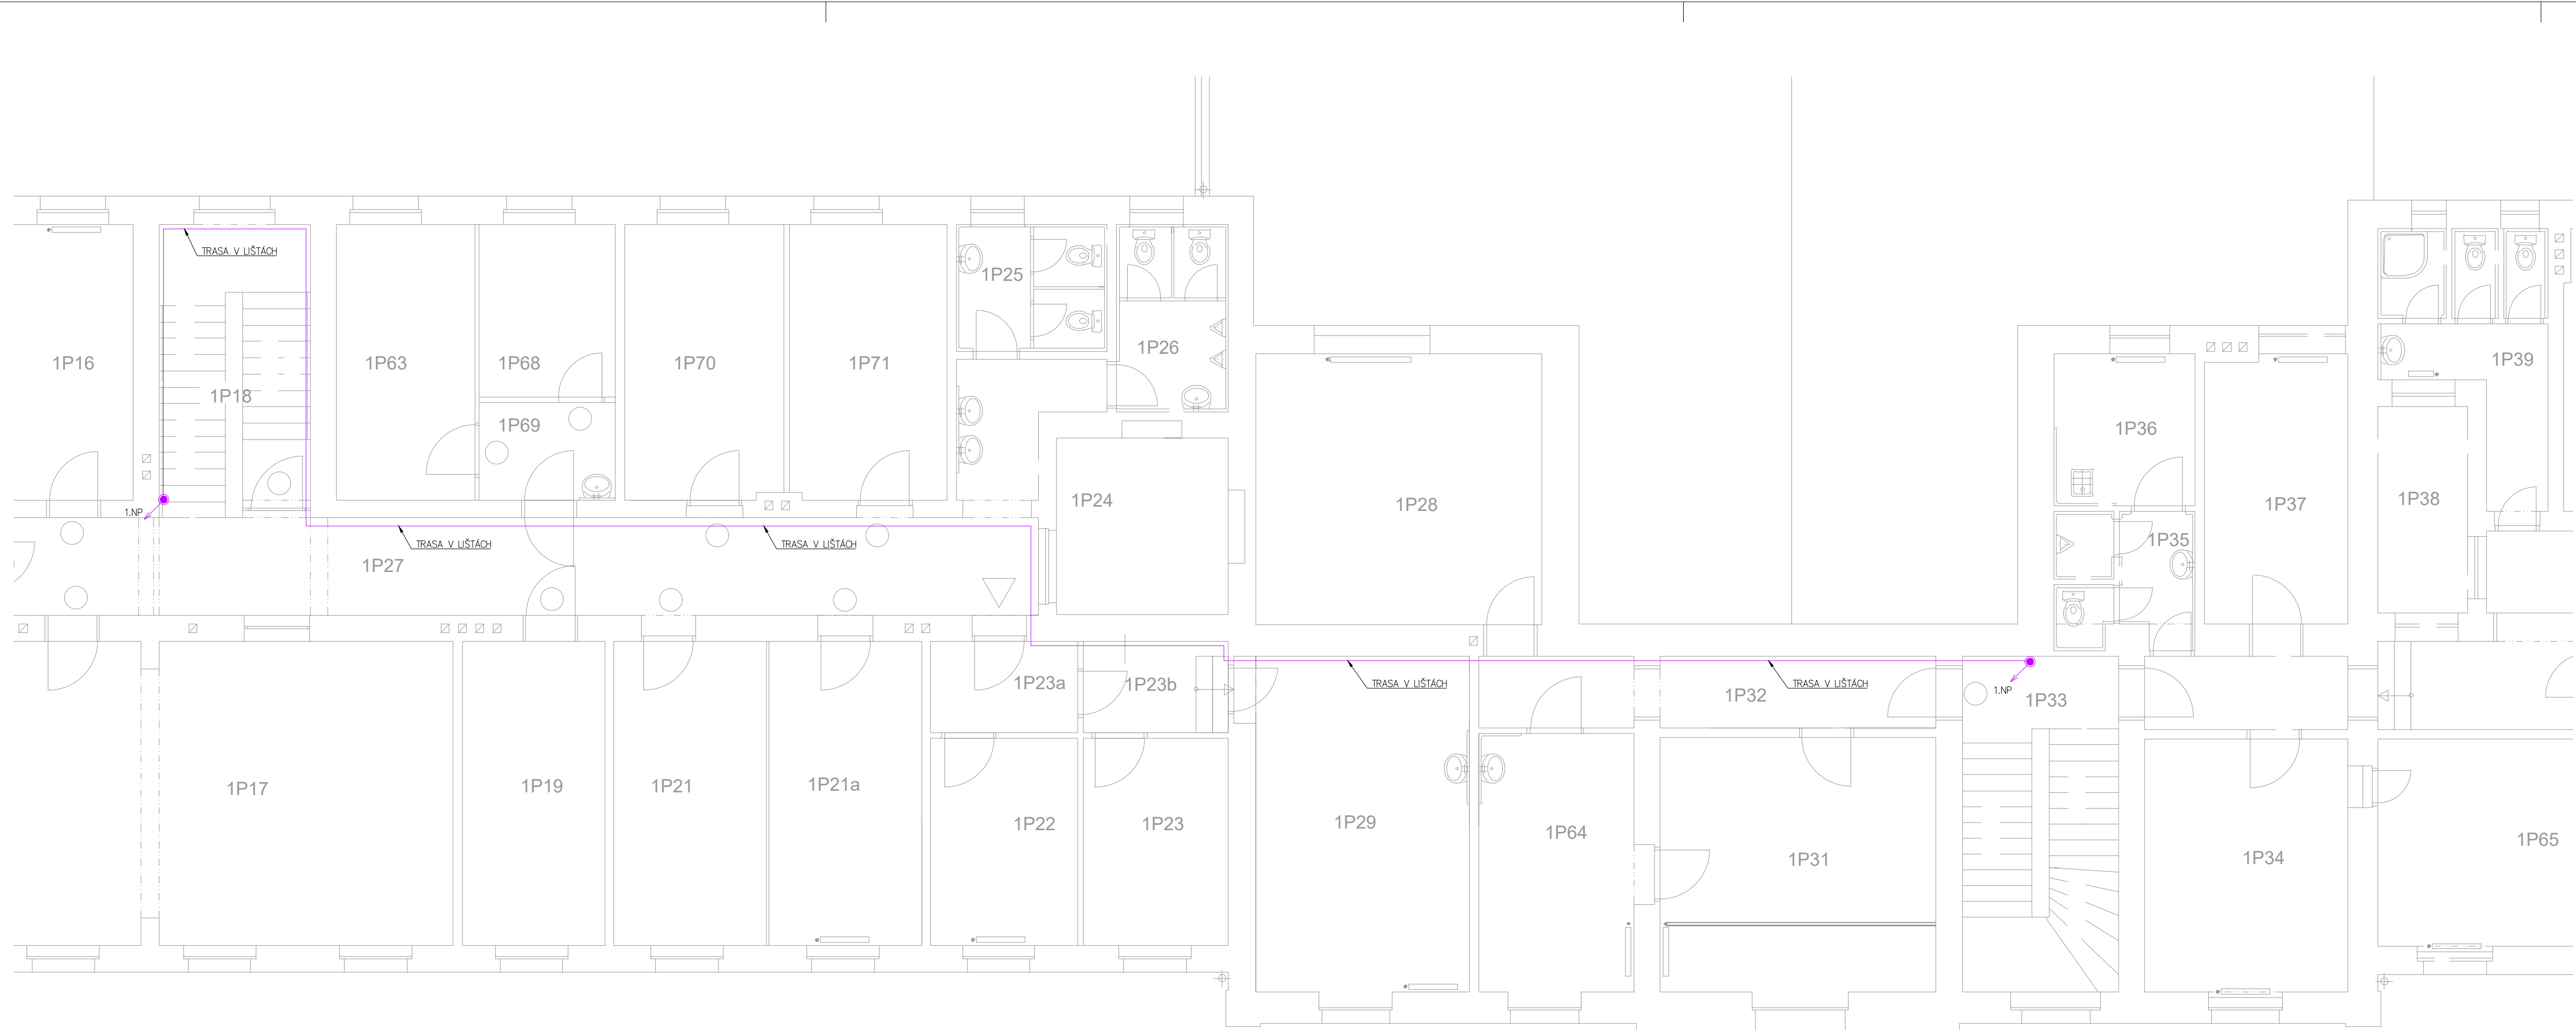 TRASA V LIŠTÁCH
1P25
1P26
1P16
1P18
1P63
1P68
1P70
1P71
1P39
1P69
1P36
1P24
1P28
1P37
1P38
1.NP
TRASA V LIŠTÁCH
TRASA V LIŠTÁCH
1P35
1P27
1P23a
1P23b
TRASA V LIŠTÁCH
TRASA V LIŠTÁCH
1P32
1.NP
1P33
1P17
1P19
1P21
1P21a
1P22
1P23
1P29
1P64
1P31
1P34
1P65